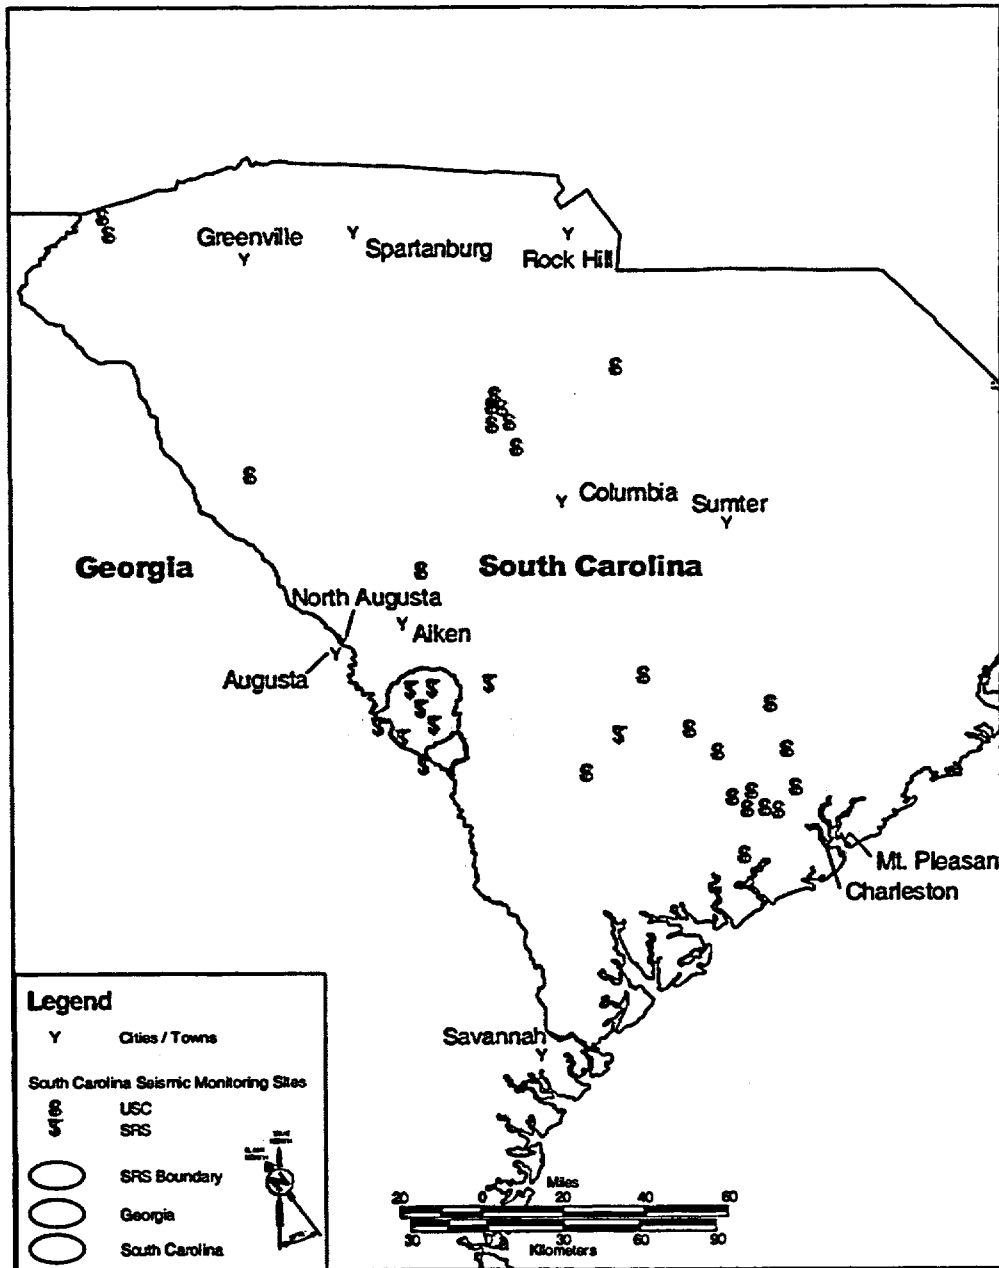 Greenville
Spartanburg
Rock Hill
Columbia
Sumter
Georgia
South Carolina
North Augusta
Aiken
Augusta
Mt. Pleasan
Charleston
Savannah
Legend
Y Cities / Towns
South Carolina Seismic Monitoring Sites
USC
SRS
SRS Boundary
Georgia
South Carolina
Miles
20 0 20 40 60
30 0 30 60 90
Kilometers